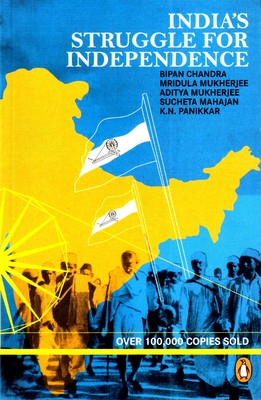 INDIA'S
STRUGGLE FOR
INDEPENDENCE
BIPAN CHANDRA
MRIDULA MUKHERJEE
ADITYA MUKHERJEE
SUCHETA MAHAJAN
K.N. PANIKKAR
OVER 100,000 COPIES SOLD